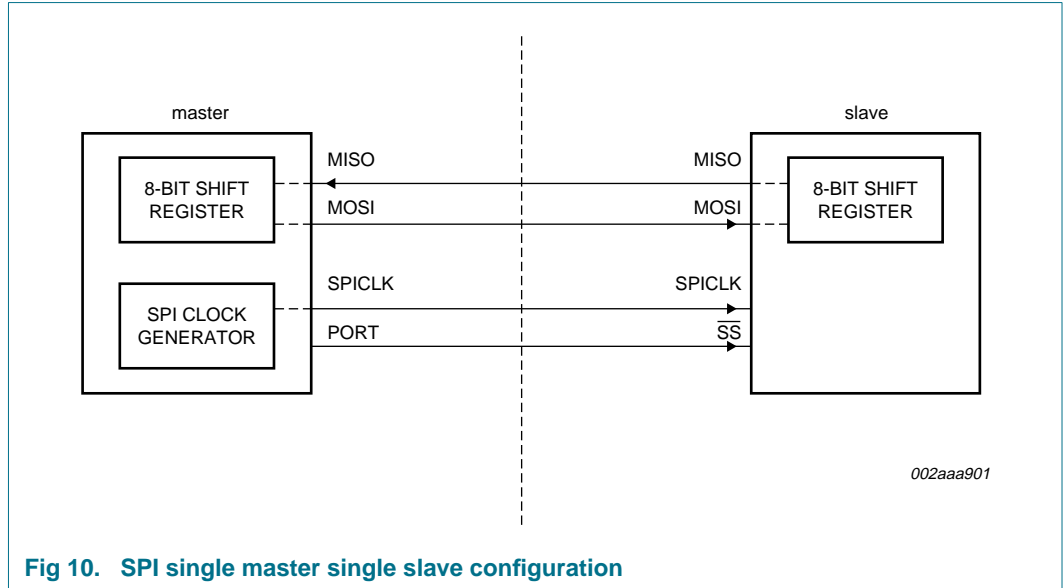 master
slave
MISO
MISO
8-BIT SHIFT
REGISTER
8-BIT SHIFT
REGISTER
MOSI
MOSI
SPICLK
SPICLK
SPI CLOCK
GENERATOR
PORT
S̅S̅
002aaa901
Fig 10. SPI single master single slave configuration